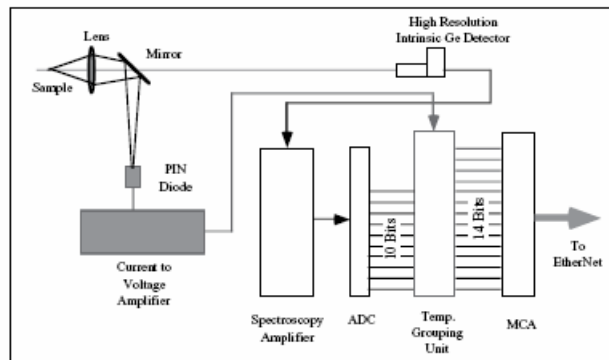 High Resolution
Intrinsic Ge Detector
Lens
Mirror
Sample
PIN
Diode
10 Bits
14 Bits
To
EtherNet
Current to
Voltage
Amplifier
Spectroscopy
Amplifier
ADC
Temp.
Grouping
Unit
MCA